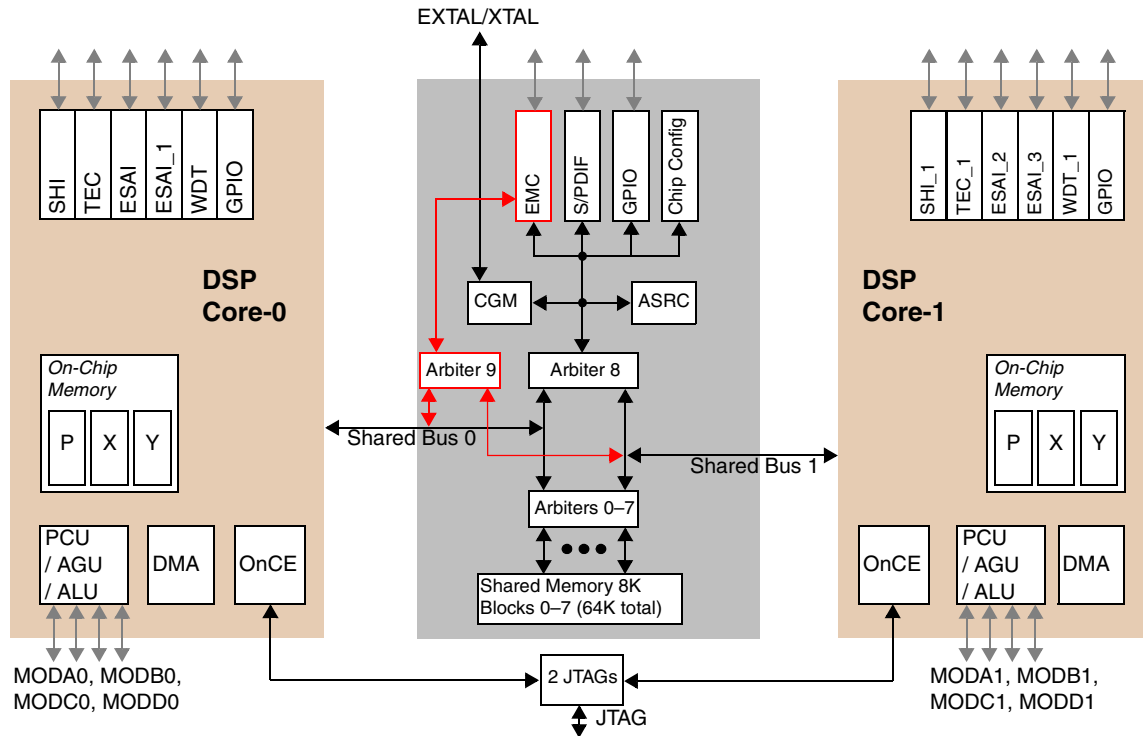 EXTAL/XTAL
SHI
TEC
ESAI
ESAI_1
WDT
GPIO
EMC
S/PDIF
GPIO
Chip Config
SHI_1
TEC_1
ESAI_2
ESAI_3
WDT_1
GPIO
DSP
Core-0
CGM
ASRC
DSP
Core-1
On-Chip
Memory
P
X
Y
Arbiter 9
Arbiter 8
On-Chip
Memory
P
X
Y
Shared Bus 0
Shared Bus 1
Arbiters 0–7
PCU
/ AGU
/ ALU
DMA
OnCE
Shared Memory 8K
Blocks 0–7 (64K total)
OnCE
PCU
/ AGU
/ ALU
DMA
MODA0, MODB0,
MODC0, MODD0
2 JTAGs
JTAG
MODA1, MODB1,
MODC1, MODD1